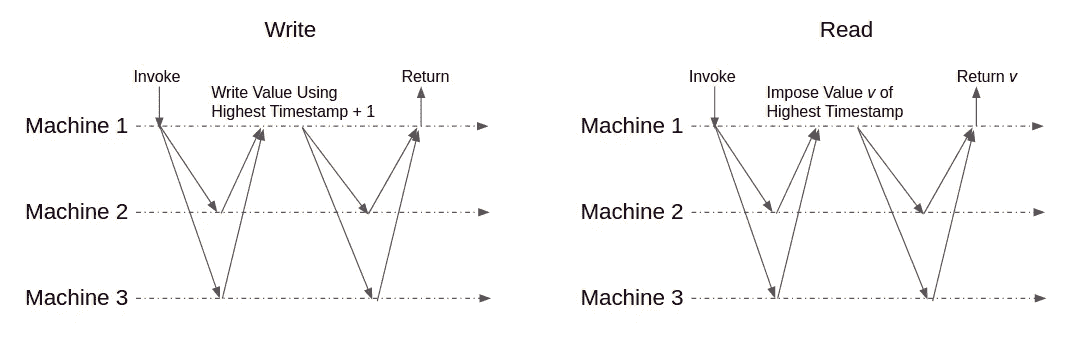 Write
Invoke
Write Value Using
Highest Timestamp + 1
Return
Machine 1
Machine 2
Machine 3
Read
Invoke
Impose Value v of
Highest Timestamp
Return v
Machine 1
Machine 2
Machine 3